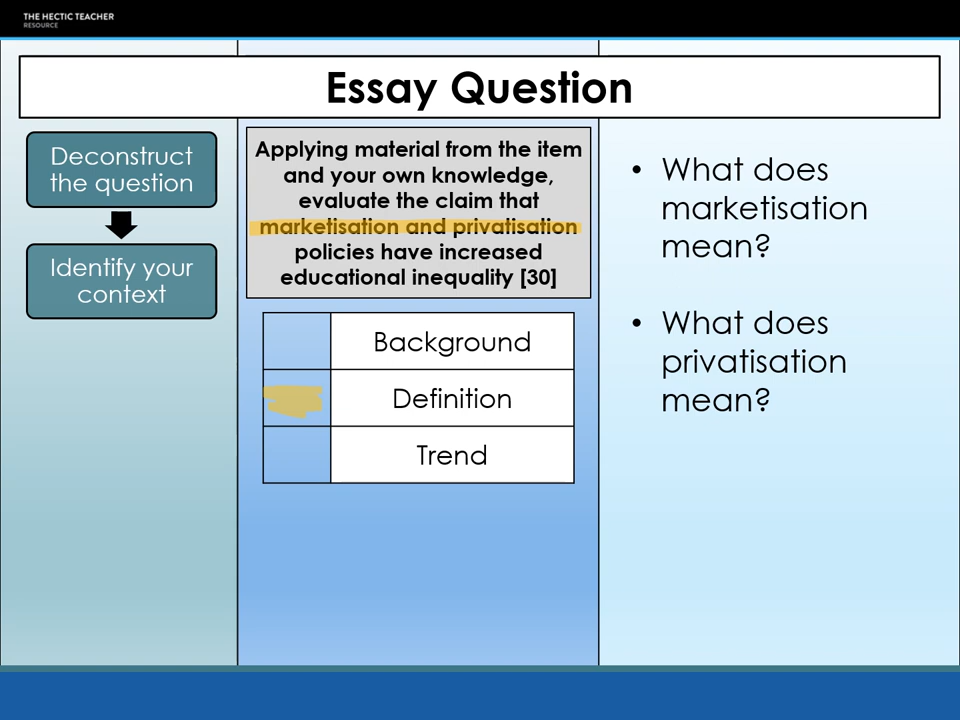 THE HECTIC TEACHER
RESOURCE
Essay Question
Deconstruct
the question
Identify your
context
Applying material from the item
and your own knowledge,
evaluate the claim that
marketisation and privatisation
policies have increased
educational inequality [30]
Background
Definition
Trend
• What does
marketisation
mean?
• What does
privatisation
mean?